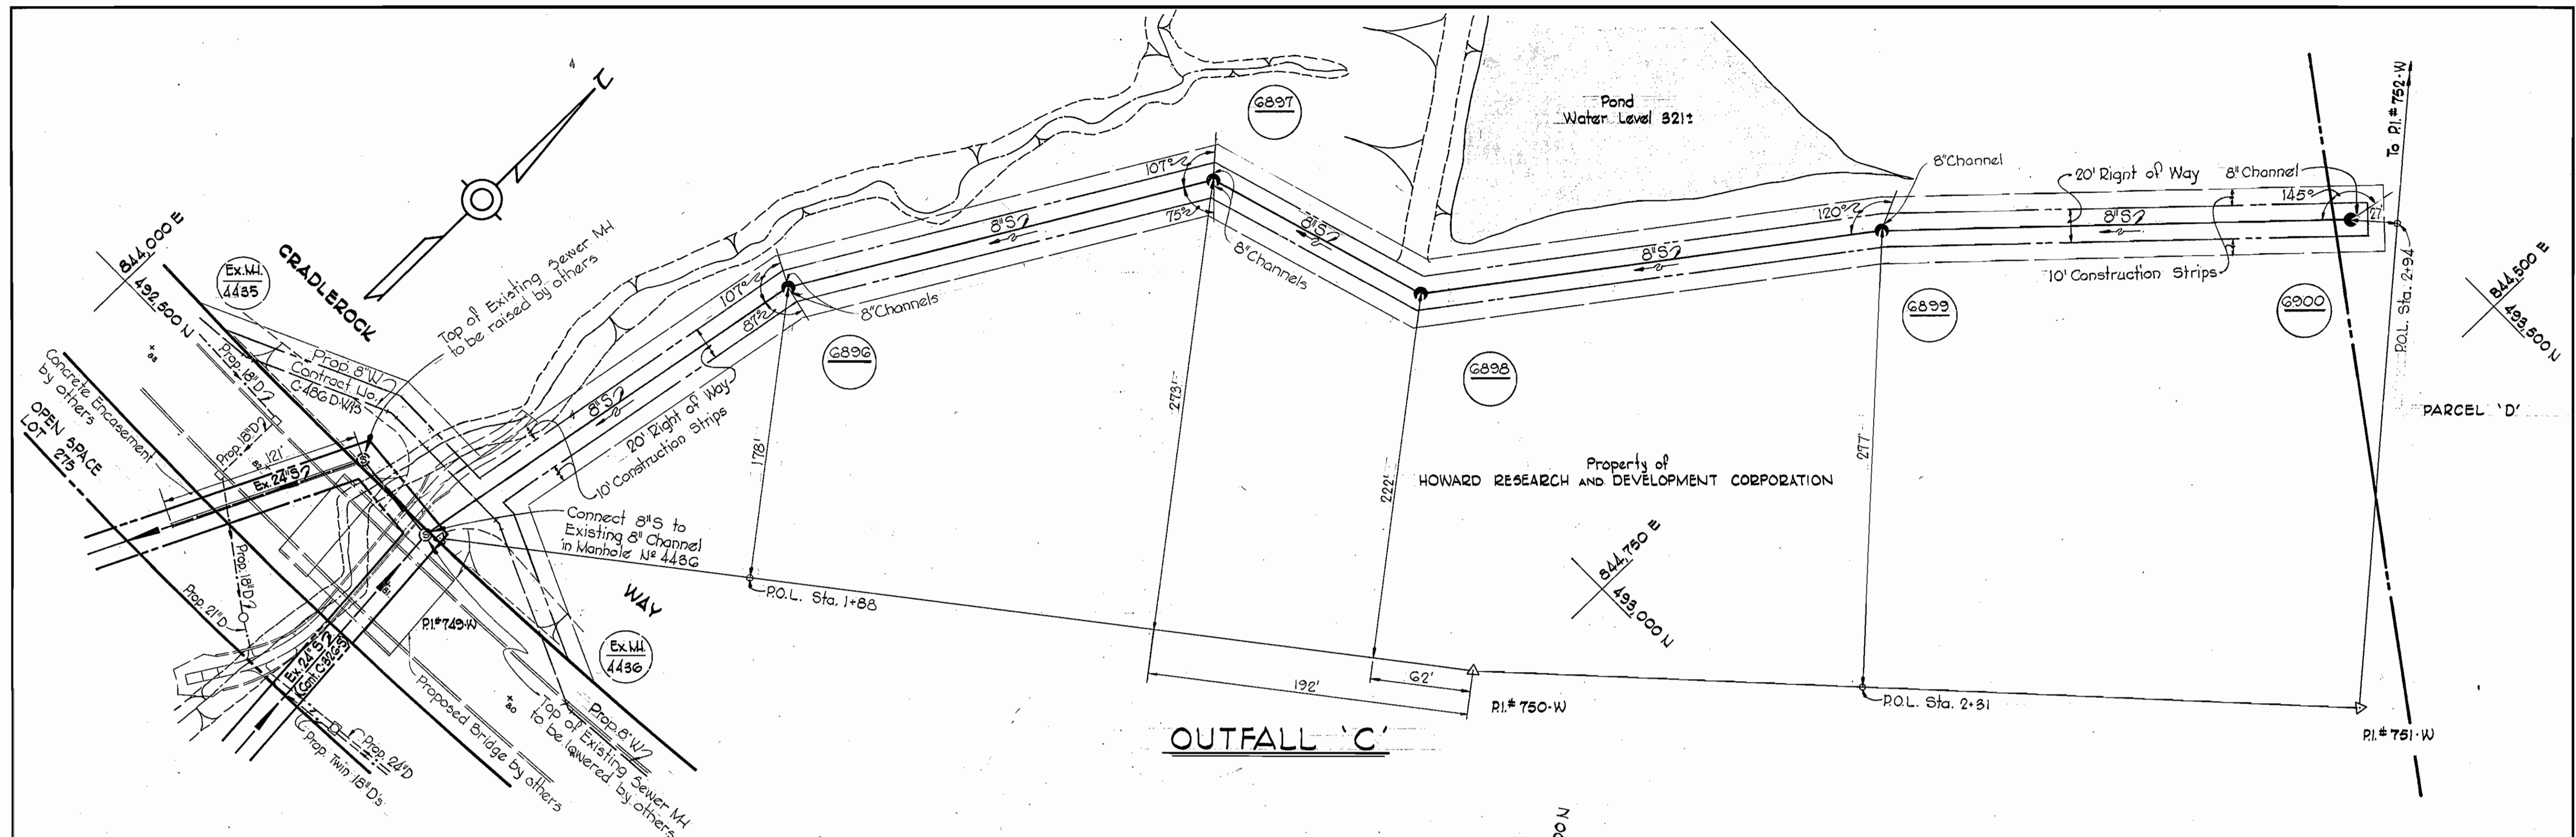 6897
Pond
Water Level 321±
To P.I.# 752-W
8"Channel
20' Right of Way
8" Channel
145°
107°
75°
120°
27'
8"S
8"S
8"S
8"S
8"S
8" Channels
10' Construction Strips
6899
6900
P.O.L. Sta. 2+94
844,500 E
493,500 N
PARCEL 'D'
844,000 E
492,500 N
CRADLEROCK
WAY
Ex.M.H.
4435
Top of Existing Sewer MH
to be raised by others
107°
87°
8"Channels
6896
6898
Prop. 8"W
Contract No.
C-486 D-W&S
Prop. 18"D
Prop. 18"D
Concrete Encasement
by others
OPEN SPACE
LOT
275
121'
Ex. 24"S
20' Right of Way
10' Construction Strips
Connect 8"S to
Existing 8" Channel
in Manhole Nº 4436
178'
273'
222'
277'
Property of
HOWARD RESEARCH AND DEVELOPMENT CORPORATION
844,750 E
493,000 N
P.O.L. Sta. 1+88
P.I.#749-W
Ex.M.H.
4436
Prop. 18"D
Prop. 21"D
Ex. 24"S
Cont. C-326-S
Proposed Bridge by others
Prop. 24"D
Prop. Twin 18"D's
Prop. 8"W
Top of Existing Sewer MH
to be lowered by others
62'
192'
P.I.# 750-W
P.O.L. Sta. 2+31
P.I.# 751-W
OUTFALL 'C'